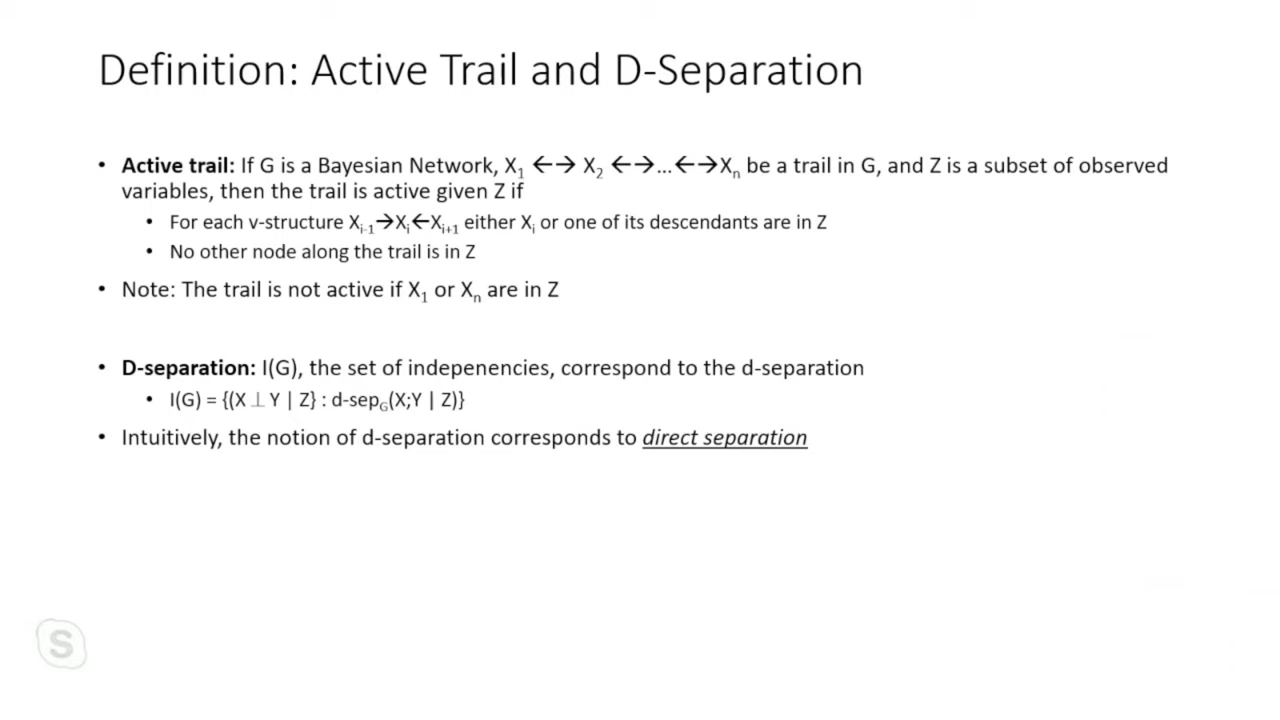 Definition: Active Trail and D-Separation
• Active trail: If G is a Bayesian Network, X₁ ←→ X₂ ←→...←→Xₙ be a trail in G, and Z is a subset of observed
variables, then the trail is active given Z if
• For each v-structure Xᵢ₋₁→Xᵢ←Xᵢ₊₁ either Xᵢ or one of its descendants are in Z
• No other node along the trail is in Z
• Note: The trail is not active if X₁ or Xₙ are in Z
• D-separation: I(G), the set of indepenencies, correspond to the d-separation
• I(G) = {(X ⊥ Y | Z} : d-sep_G(X;Y | Z)}
• Intuitively, the notion of d-separation corresponds to direct separation
S